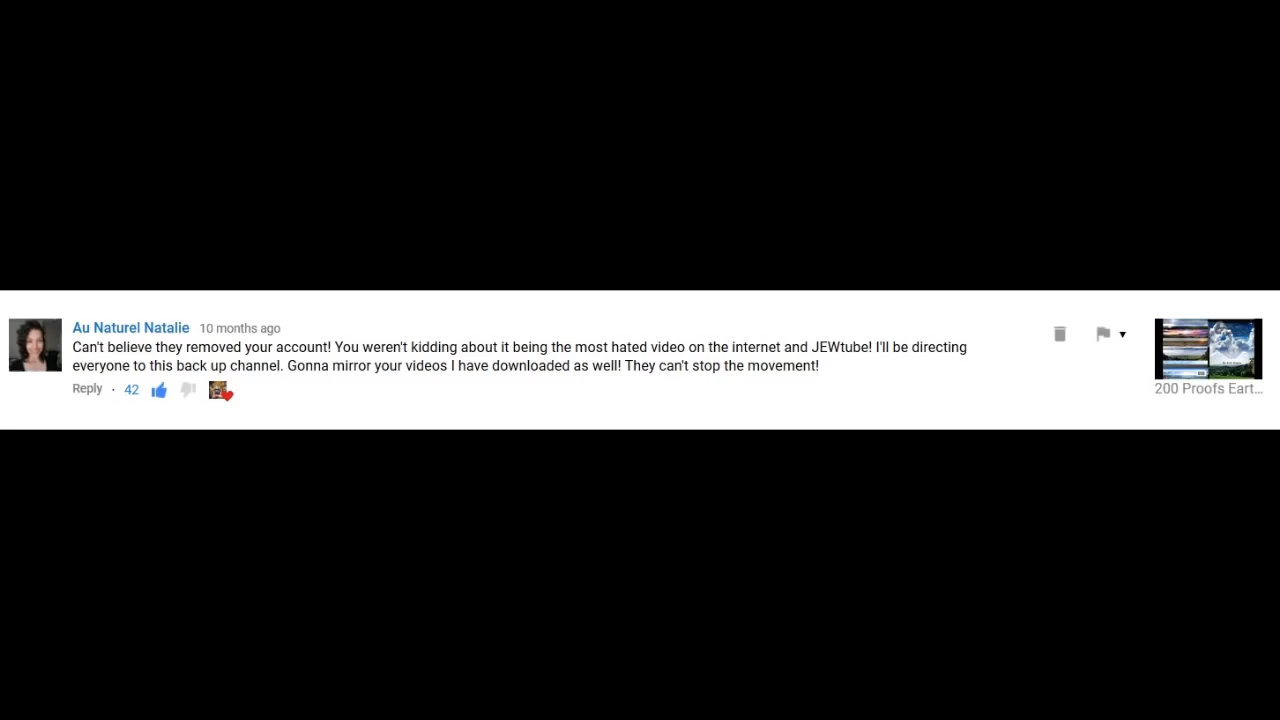 Au Naturel Natalie 10 months ago
Can't believe they removed your account! You weren't kidding about it being the most hated video on the internet and JEWtube! I'll be directing
everyone to this back up channel. Gonna mirror your videos I have downloaded as well! They can't stop the movement!
Reply · 42
200 Proofs Eart...